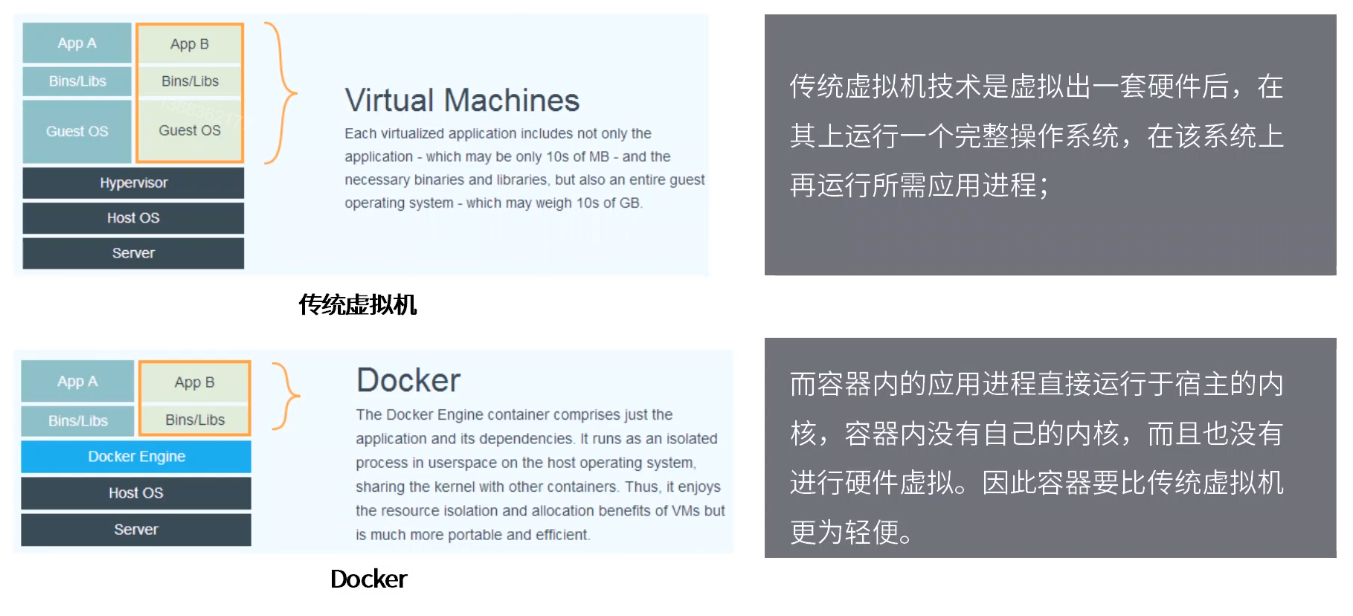 App A
App B
Bins/Libs
Bins/Libs
Guest OS
Guest OS
Hypervisor
Host OS
Server
Virtual Machines
Each virtualized application includes not only the
application - which may be only 10s of MB - and the
necessary binaries and libraries, but also an entire guest
operating system - which may weigh 10s of GB.
传统虚拟机技术是虚拟出一套硬件后，在
其上运行一个完整操作系统，在该系统上
再运行所需应用进程；
传统虚拟机
App A
App B
Bins/Libs
Bins/Libs
Docker Engine
Host OS
Server
Docker
The Docker Engine container comprises just the
application and its dependencies. It runs as an isolated
process in userspace on the host operating system,
sharing the kernel with other containers. Thus, it enjoys
the resource isolation and allocation benefits of VMs but
is much more portable and efficient.
而容器内的应用进程直接运行于宿主的内
核，容器内没有自己的内核，而且也没有
进行硬件虚拟。因此容器要比传统虚拟机
更为轻便。
Docker